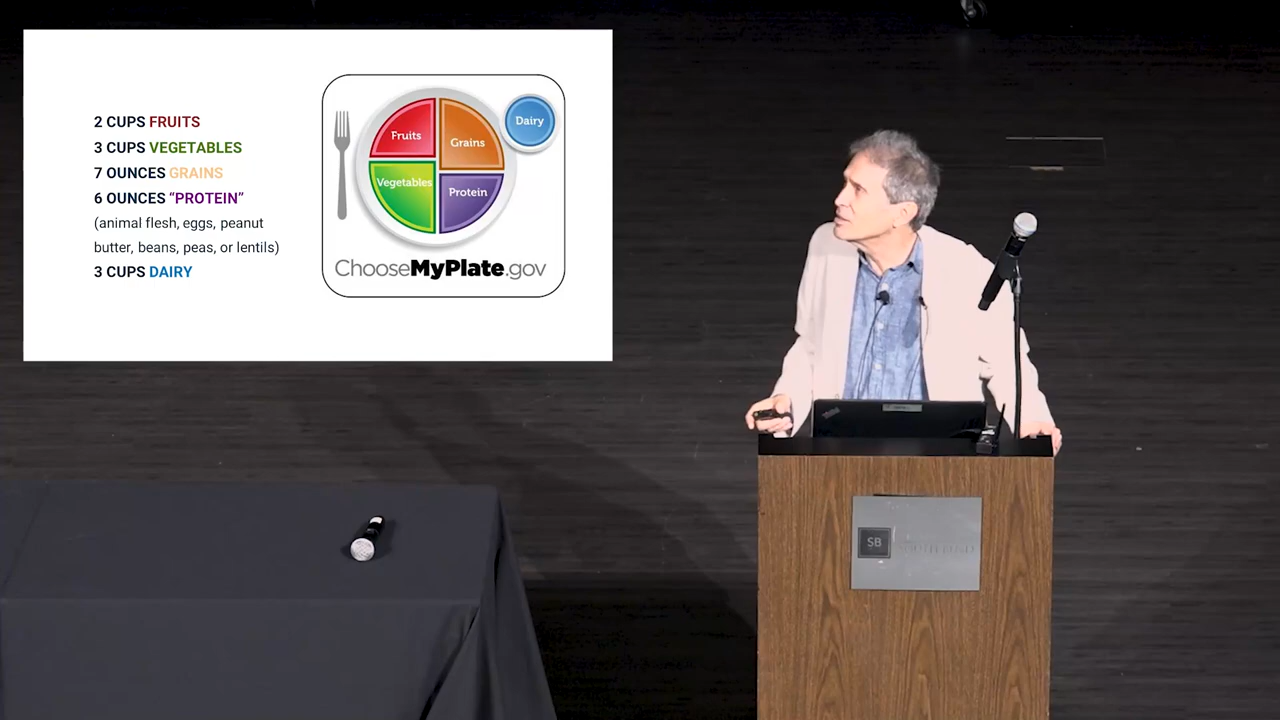 2 CUPS FRUITS
3 CUPS VEGETABLES
7 OUNCES GRAINS
6 OUNCES “PROTEIN”
(animal flesh, eggs, peanut
butter, beans, peas, or lentils)
3 CUPS DAIRY
Fruits
Grains
Dairy
Vegetables
Protein
ChooseMyPlate.gov
SB